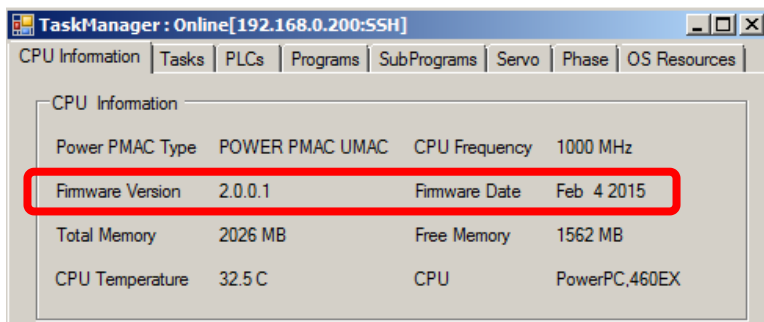 TaskManager : Online[192.168.0.200:SSH]
CPU Information Tasks PLCs Programs SubPrograms Servo Phase OS Resources
CPU Information
Power PMAC Type POWER PMAC UMAC CPU Frequency 1000 MHz
Firmware Version 2.0.0.1 Firmware Date Feb 4 2015
Total Memory 2026 MB Free Memory 1562 MB
CPU Temperature 32.5 C CPU PowerPC,460EX